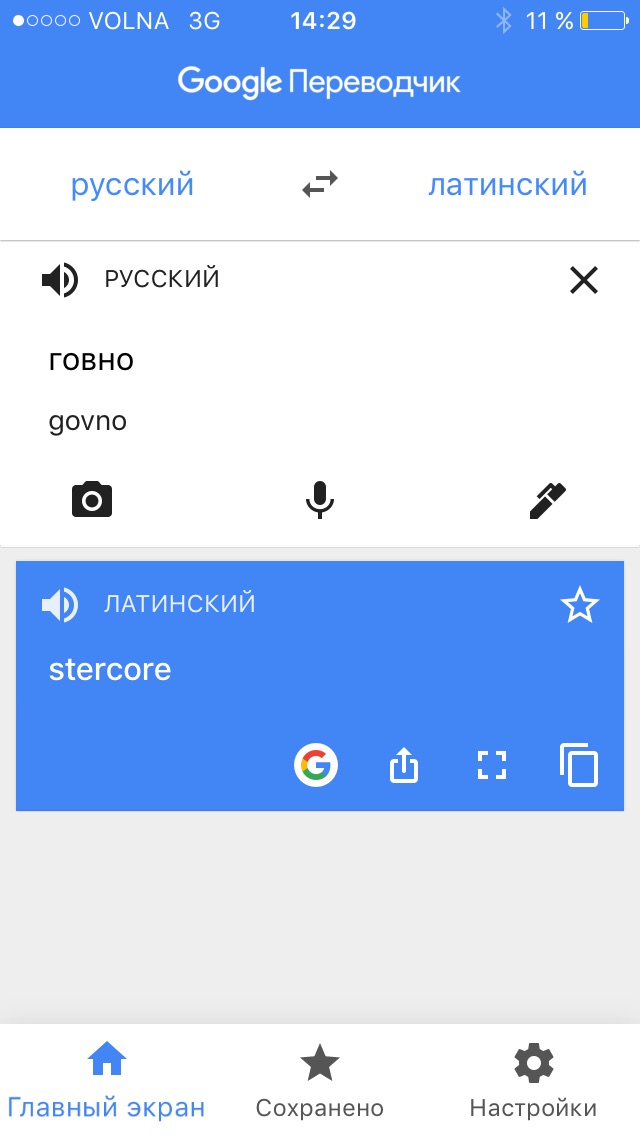 VOLNA 3G 14:29 11 %
Google Переводчик
русский латинский
РУССКИЙ
говно
govno
ЛАТИНСКИЙ
stercore
G
Главный экран Сохранено Настройки